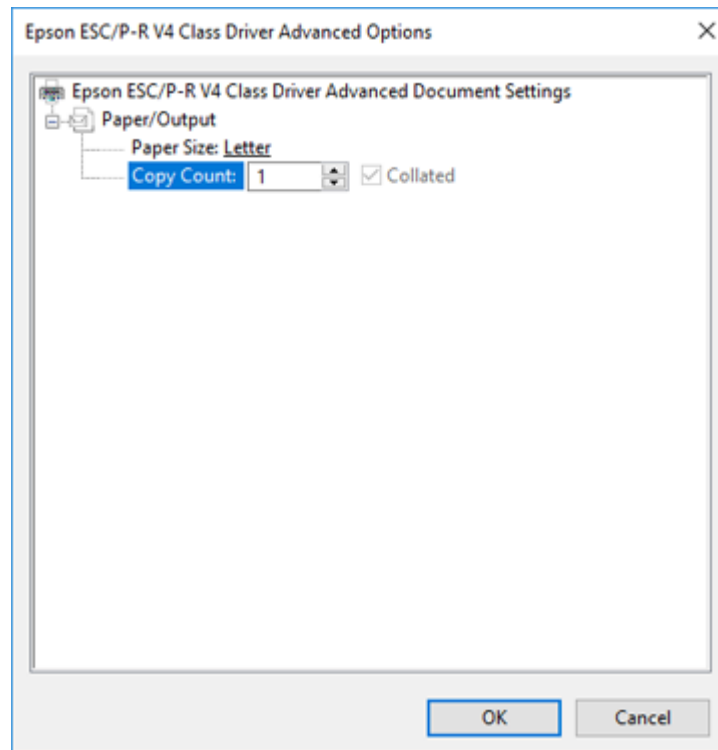 Epson ESC/P-R V4 Class Driver Advanced Options
Epson ESC/P-R V4 Class Driver Advanced Document Settings
Paper/Output
Paper Size: Letter
Copy Count: 1 Collated
OK Cancel